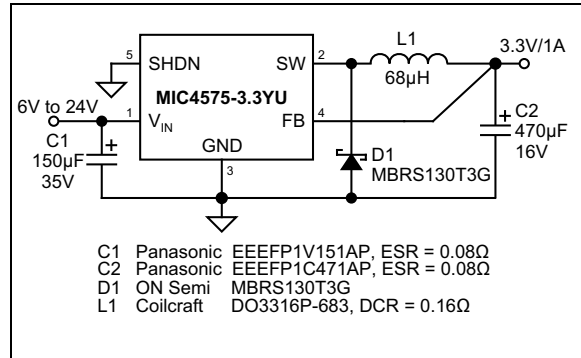 5 SHDN SW 2 L1 3.3V/1A
68µH
MIC4575-3.3YU
6V to 24V 1 VIN FB 4
C1 150µF 35V
GND
3
D1
MBRS130T3G
C2
470µF
16V
C1 Panasonic EEEFP1V151AP, ESR = 0.08Ω
C2 Panasonic EEEFP1C471AP, ESR = 0.08Ω
D1 ON Semi MBRS130T3G
L1 Coilcraft DO3316P-683, DCR = 0.16Ω